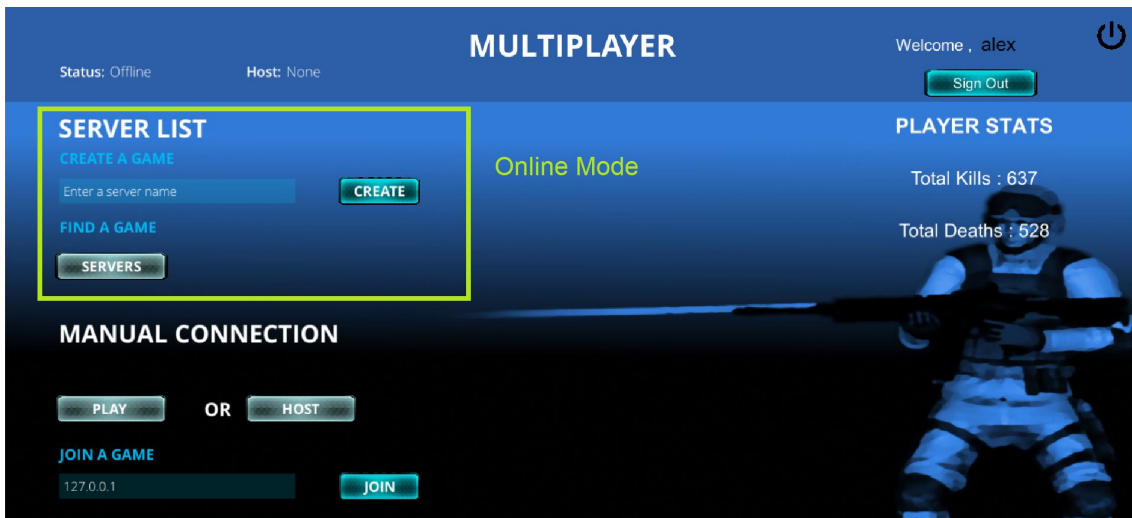 MULTIPLAYER
Welcome , alex
Status: Offline Host: None
Sign Out
SERVER LIST
CREATE A GAME
Enter a server name CREATE
FIND A GAME
SERVERS
Online Mode
PLAYER STATS
Total Kills : 637
Total Deaths : 528
MANUAL CONNECTION
PLAY OR HOST
JOIN A GAME
127.0.0.1 JOIN